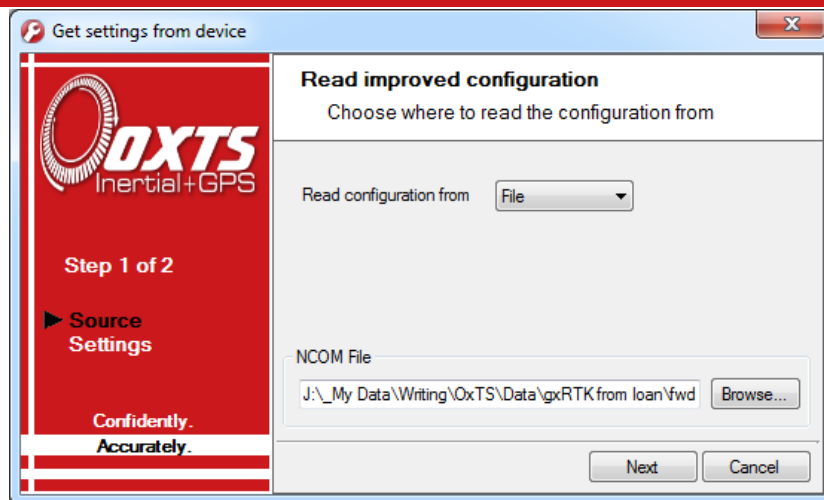 Get settings from device
OXTS
Inertial+GPS
Step 1 of 2
Source
Settings
Confidently.
Accurately.
Read improved configuration
Choose where to read the configuration from
Read configuration from File
NCOM File
J:\_My Data\Writing\OxTS\Data\gxRTK from loan\fwd Browse...
Next Cancel